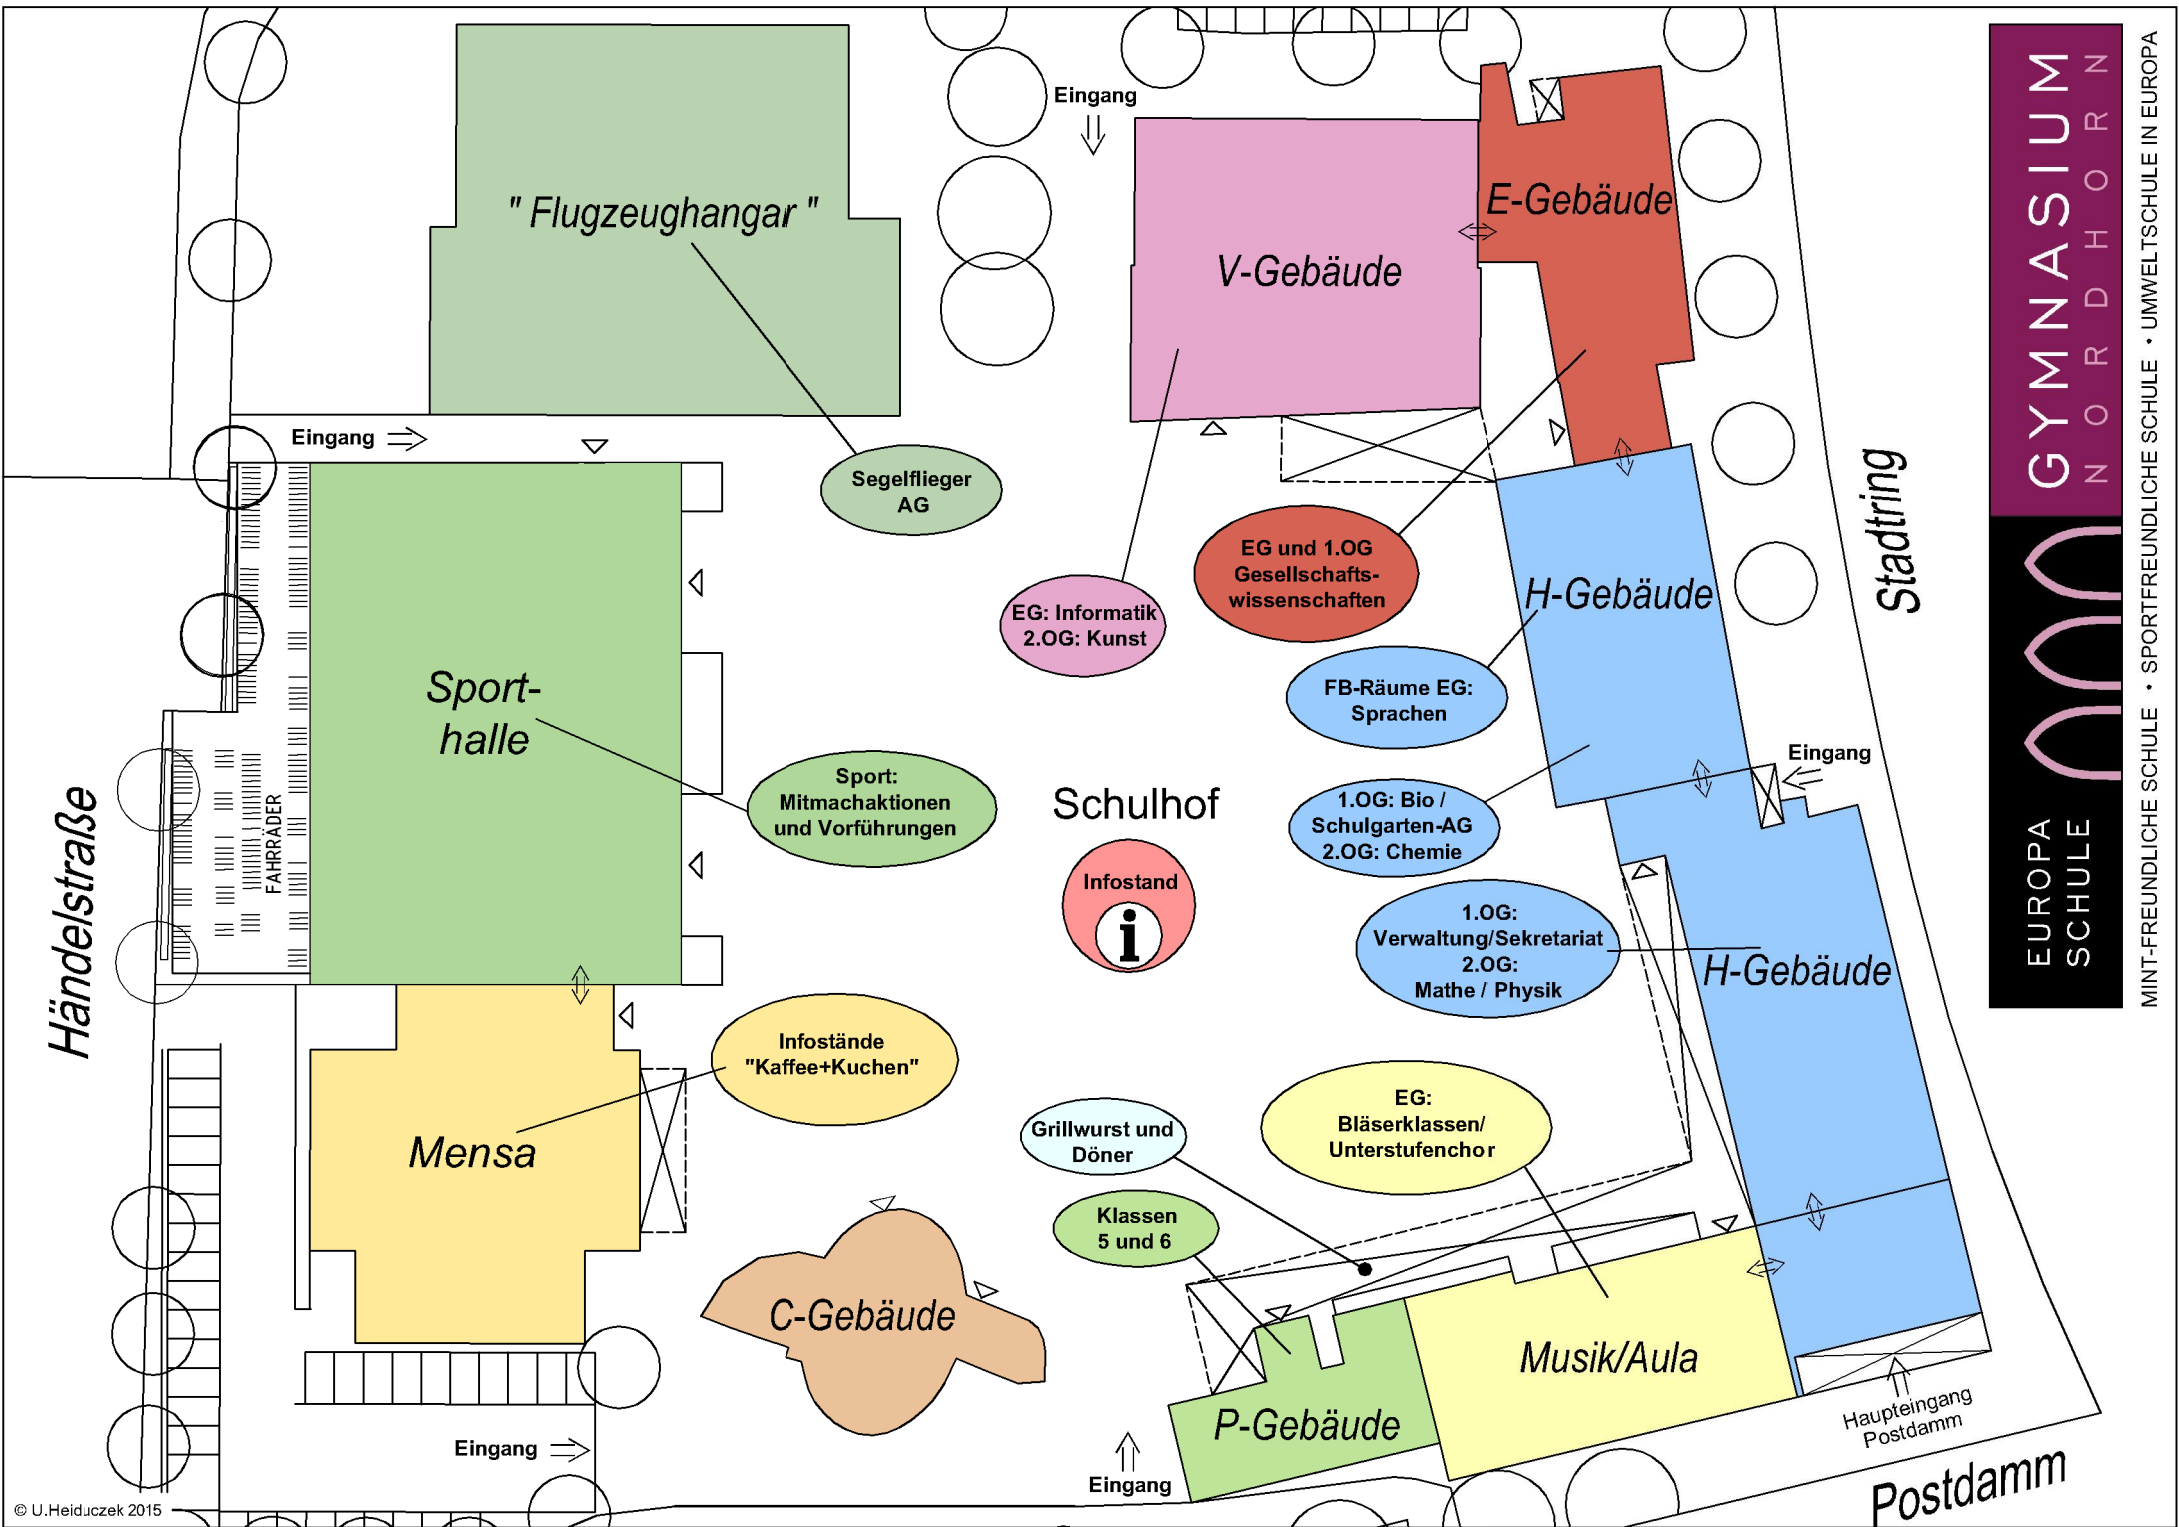 Eingang
" Flugzeughangar "
E-Gebäude
V-Gebäude
Eingang
Segelflieger
AG
EG und 1.OG
Gesellschafts-
wissenschaften
EG: Informatik
2.OG: Kunst
H-Gebäude
FB-Räume EG:
Sprachen
Stadtring
Sport-
halle
Eingang
Sport:
Mitmachaktionen
und Vorführungen
Schulhof
Infostand
i
1.OG: Bio /
Schulgarten-AG
2.OG: Chemie
1.OG:
Verwaltung/Sekretariat
2.OG:
Mathe / Physik
H-Gebäude
FAHRRÄDER
Händelstraße
Infostände
"Kaffee+Kuchen"
Mensa
Grillwurst und
Döner
EG:
Bläserklassen/
Unterstufenchor
Klassen
5 und 6
C-Gebäude
Musik/Aula
P-Gebäude
Haupteingang
Postdamm
Eingang
Eingang
Postdamm
© U.Heiduczek 2015
GYMNASIUM
NORDHORN
EUROPA
SCHULE
MINT-FREUNDLICHE SCHULE • SPORTFREUNDLICHE SCHULE • UMWELTSCHULE IN EUROPA